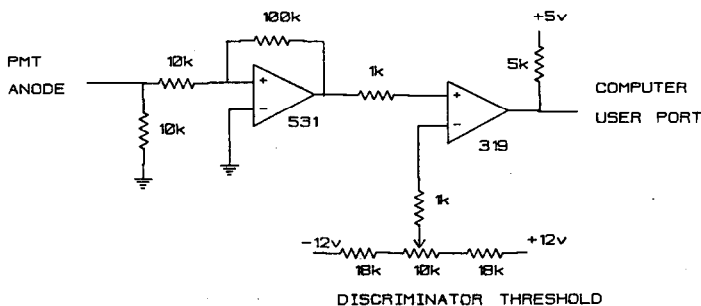 100k
+5v
PMT
ANODE
10k
10k
+
-
531
1k
+
-
319
5k
COMPUTER
USER PORT
1k
-12v
18k
10k
18k
+12v
DISCRIMINATOR THRESHOLD